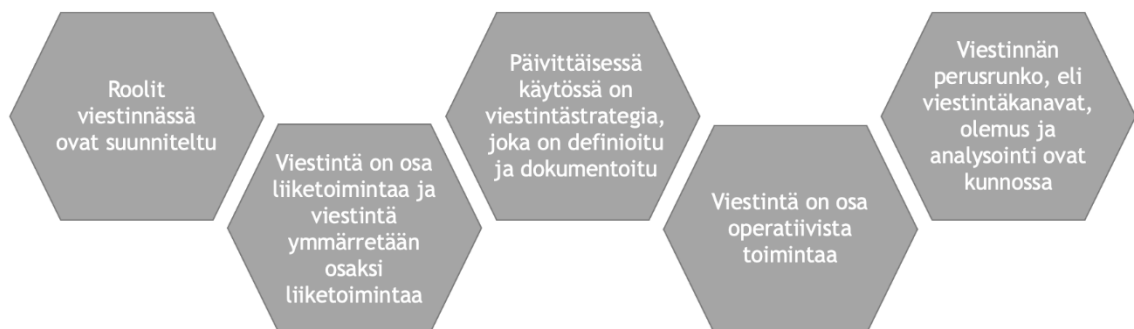 Roolit
viestinnässä
ovat suunniteltu
Viestintä on osa
liiketoimintaa ja
viestintä
ymmärretään
osaksi
liiketoimintaa
Päivittäisessä
käytössä on
viestintästrategia,
joka on definioitu
ja dokumentoitu
Viestintä on osa
operatiivista
toimintaa
Viestinnän
perusrunko, eli
viestintäkanavat,
olemus ja
analysointi ovat
kunnossa